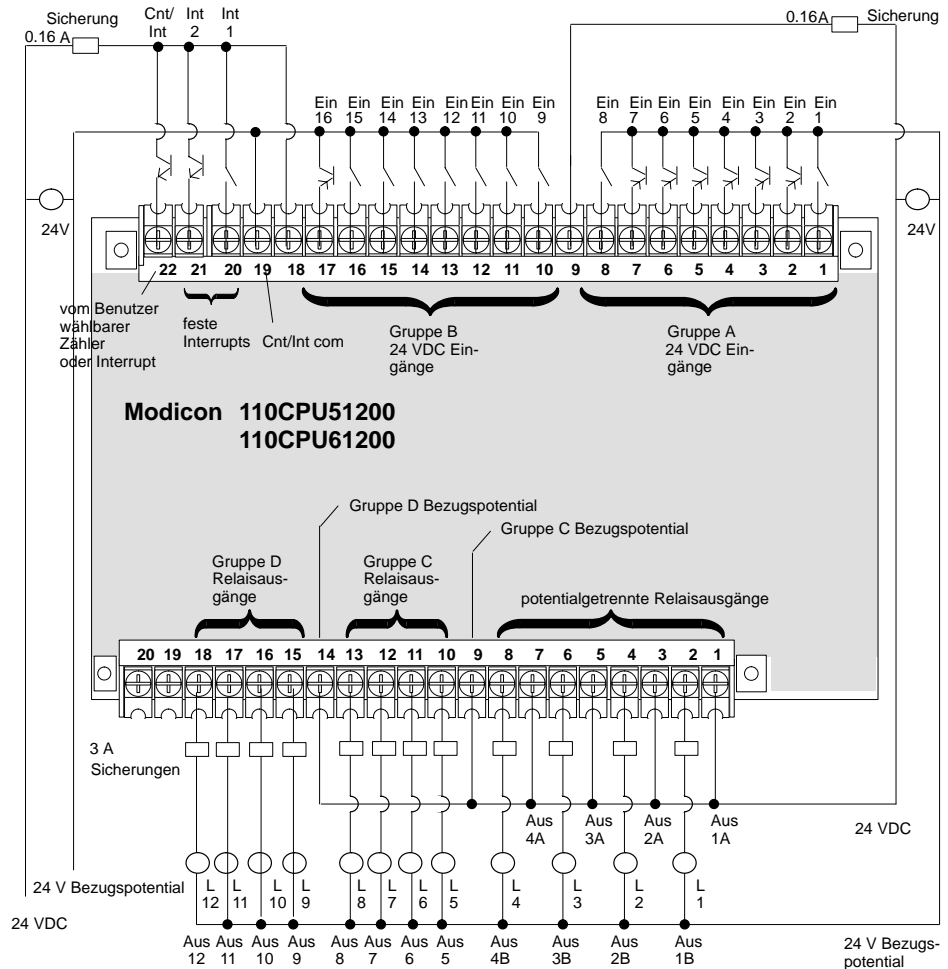 Sicherung
0.16 A
Cnt/
Int
Int
2
Int
1
0.16A
Sicherung
Ein
16
Ein
15
Ein
14
Ein
13
Ein
12
Ein
11
Ein
10
Ein
9
Ein
8
Ein
7
Ein
6
Ein
5
Ein
4
Ein
3
Ein
2
Ein
1
24V
24V
22 21 20 19 18 17 16 15 14 13 12 11 10 9 8 7 6 5 4 3 2 1
vom Benutzer
wählbarer
Zähler
oder Interrupt
feste
Interrupts
Cnt/Int com
Gruppe B
24 VDC Ein-
gänge
Gruppe A
24 VDC Ein-
gänge
Modicon 110CPU51200
110CPU61200
Gruppe D Bezugspotential
Gruppe C Bezugspotential
Gruppe D
Relaisaus-
gänge
Gruppe C
Relaisaus-
gänge
potentialgetrennte Relaisausgänge
20 19 18 17 16 15 14 13 12 11 10 9 8 7 6 5 4 3 2 1
3 A
Sicherungen
Aus
4A
Aus
3A
Aus
2A
Aus
1A
24 VDC
24 V Bezugspotential
L
12
L
11
L
10
L
9
L
8
L
7
L
6
L
5
L
4
L
3
L
2
L
1
24 VDC
Aus
12
Aus
11
Aus
10
Aus
9
Aus
8
Aus
7
Aus
6
Aus
5
Aus
4B
Aus
3B
Aus
2B
Aus
1B
24 V Bezugs-
potential